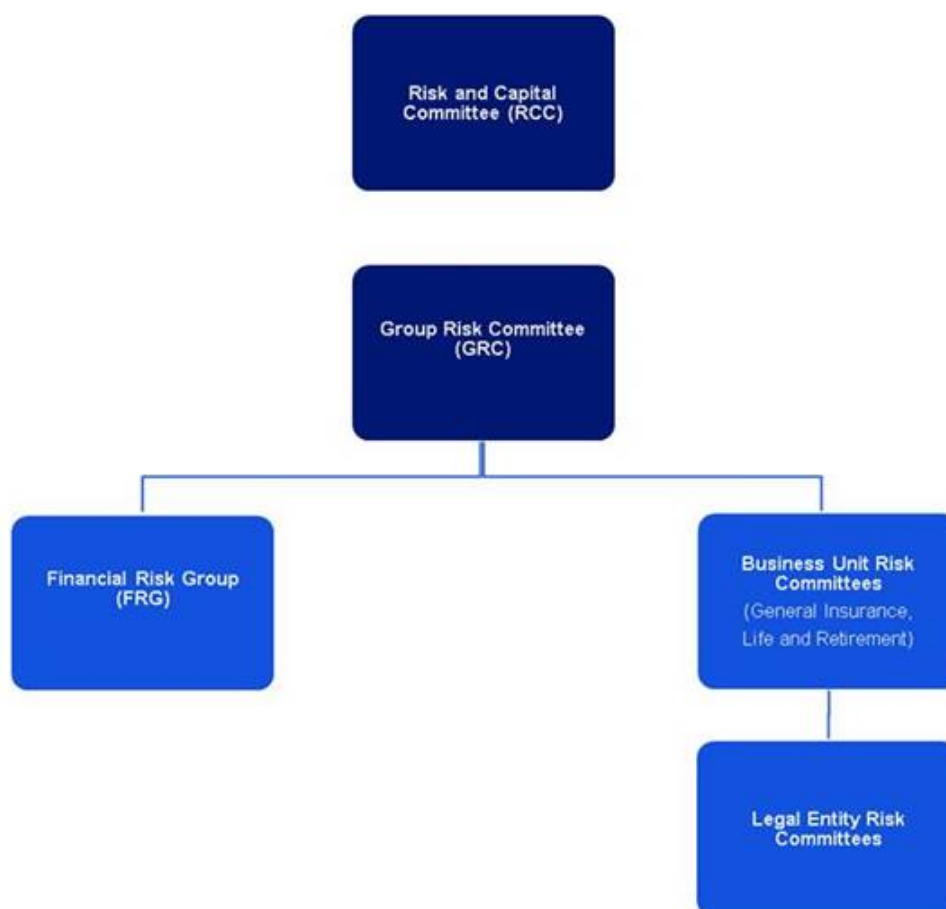 Risk and Capital
Committee (RCC)
Group Risk Committee
(GRC)
Financial Risk Group
(FRG)
Business Unit Risk
Committees
(General Insurance,
Life and Retirement)
Legal Entity Risk
Committees